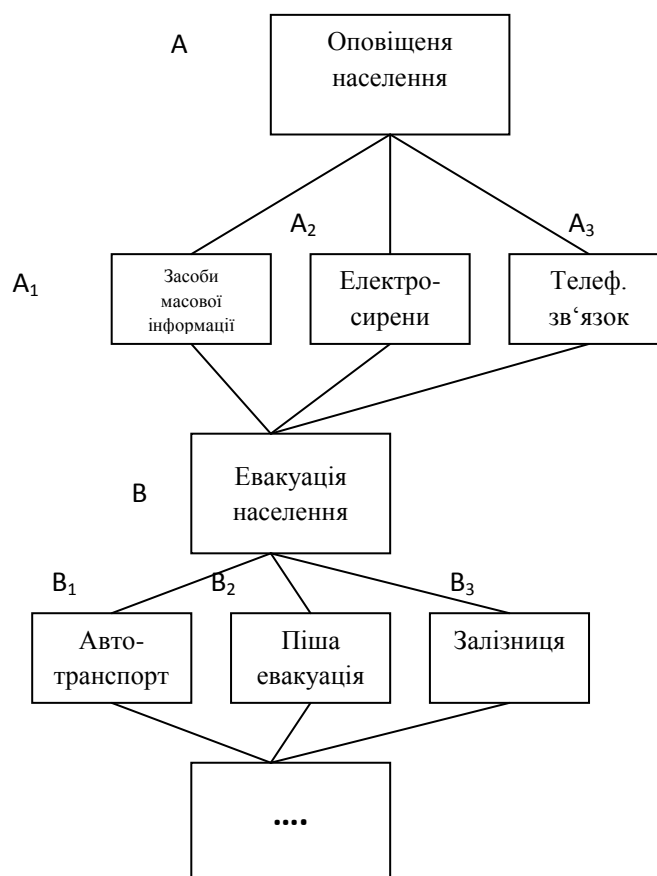 A
Оповіщеня
населення
A₂
A₃
A₁
Засоби
масової
інформації
Електро-
сирени
Телеф.
зв‘язок
B
Евакуація
населення
B₁
B₂
B₃
Авто-
транспорт
Піша
евакуація
Залізниця
....